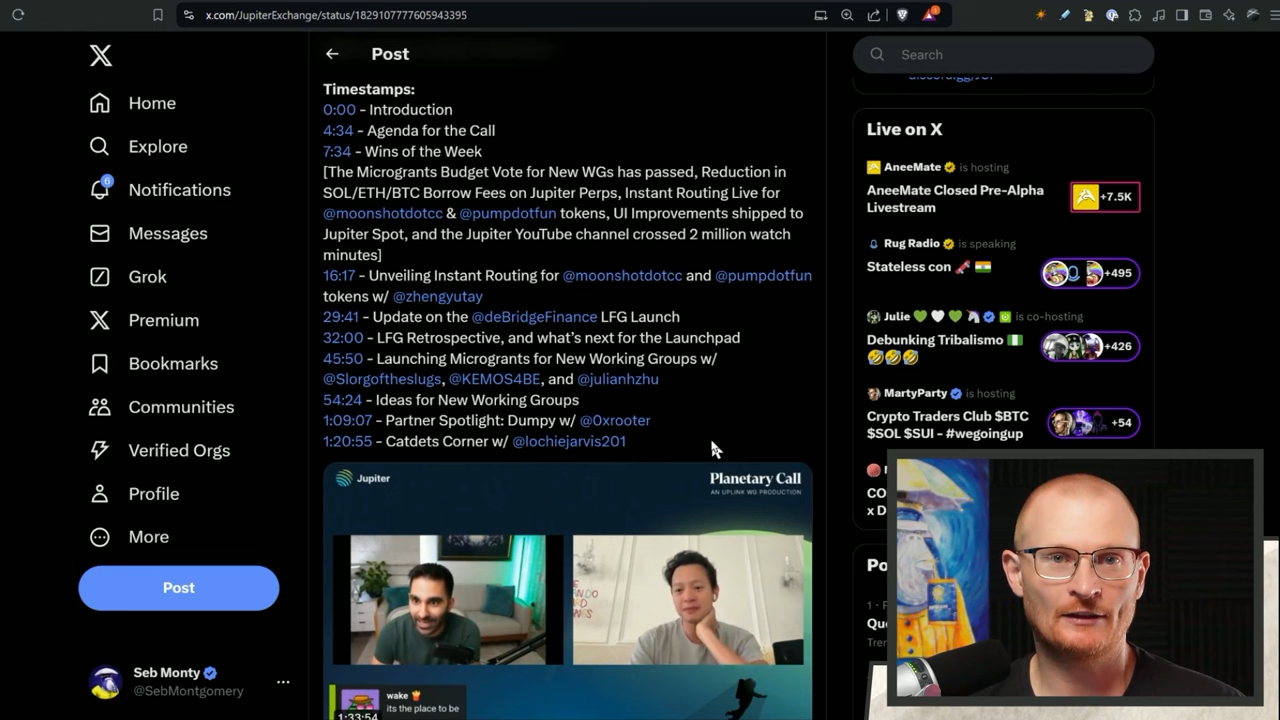 x.com/JupiterExchange/status/1829107777605943395
Home
Explore
6
Notifications
Messages
Grok
Premium
Bookmarks
Communities
Verified Orgs
Profile
More
Post
Seb Monty
@SebMontgomery
Post
Timestamps:
0:00 - Introduction
4:34 - Agenda for the Call
7:34 - Wins of the Week
[The Microgrants Budget Vote for New WGs has passed, Reduction in
SOL/ETH/BTC Borrow Fees on Jupiter Perps, Instant Routing Live for
@moonshotdotcc & @pumpdotfun tokens, UI Improvements shipped to
Jupiter Spot, and the Jupiter YouTube channel crossed 2 million watch
minutes]
16:17 - Unveiling Instant Routing for @moonshotdotcc and @pumpdotfun
tokens w/ @zhengyutay
29:41 - Update on the @deBridgeFinance LFG Launch
32:00 - LFG Retrospective, and what's next for the Launchpad
45:50 - Launching Microgrants for New Working Groups w/
@Slorgoftheslugs, @KEMOS4BE, and @julianhzhu
54:24 - Ideas for New Working Groups
1:09:07 - Partner Spotlight: Dumpy w/ @0xrooter
1:20:55 - Catdets Corner w/ @lochiejarvis201
Jupiter
Planetary Call
AN UPLINK WG PRODUCTION
wake
its the place to be
1:33:54
Search
Live on X
AneeMate is hosting
AneeMate Closed Pre-Alpha
Livestream
+7.5K
Rug Radio is speaking
Stateless con
+495
Julie is co-hosting
Debunking Tribalismo
+426
MartyParty is hosting
Crypto Traders Club $BTC
$SOL $SUI - #wegoingup
+54